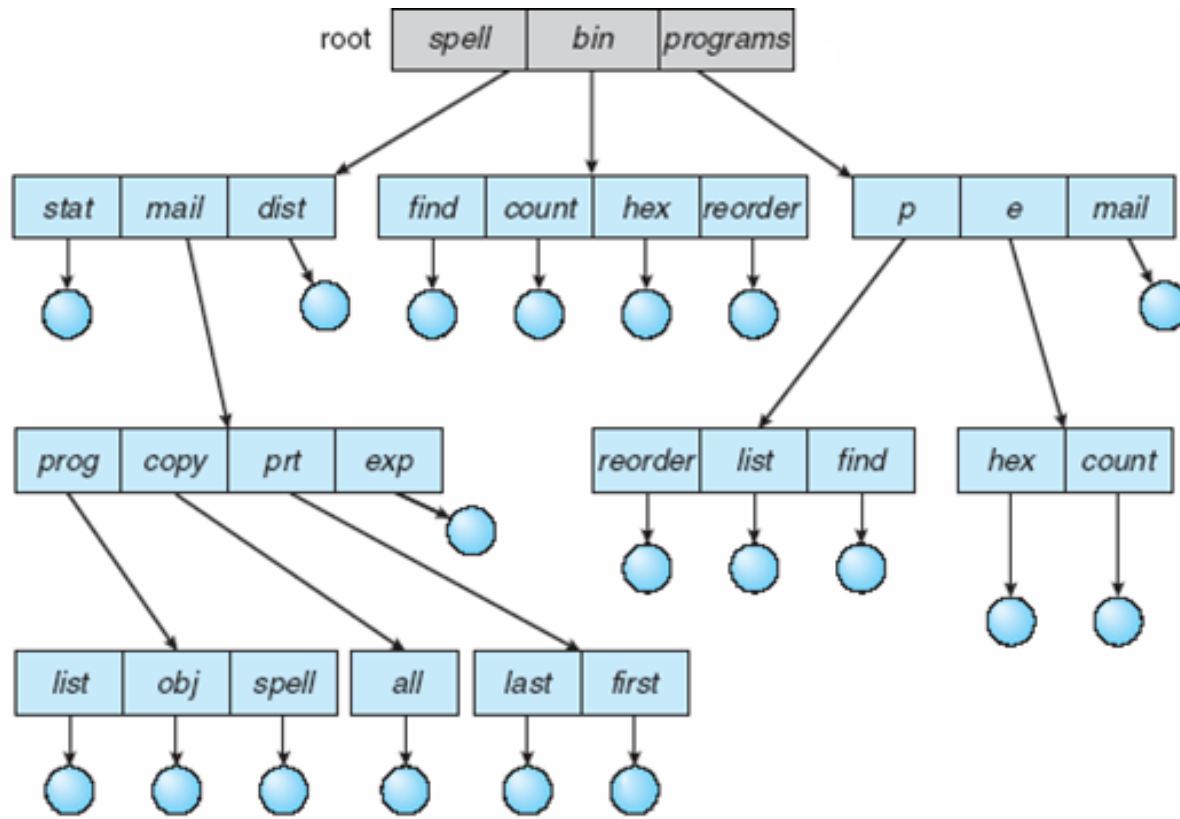 root spell bin programs
stat mail dist find count hex reorder p e mail
prog copy prt exp reorder list find hex count
list obj spell all last first